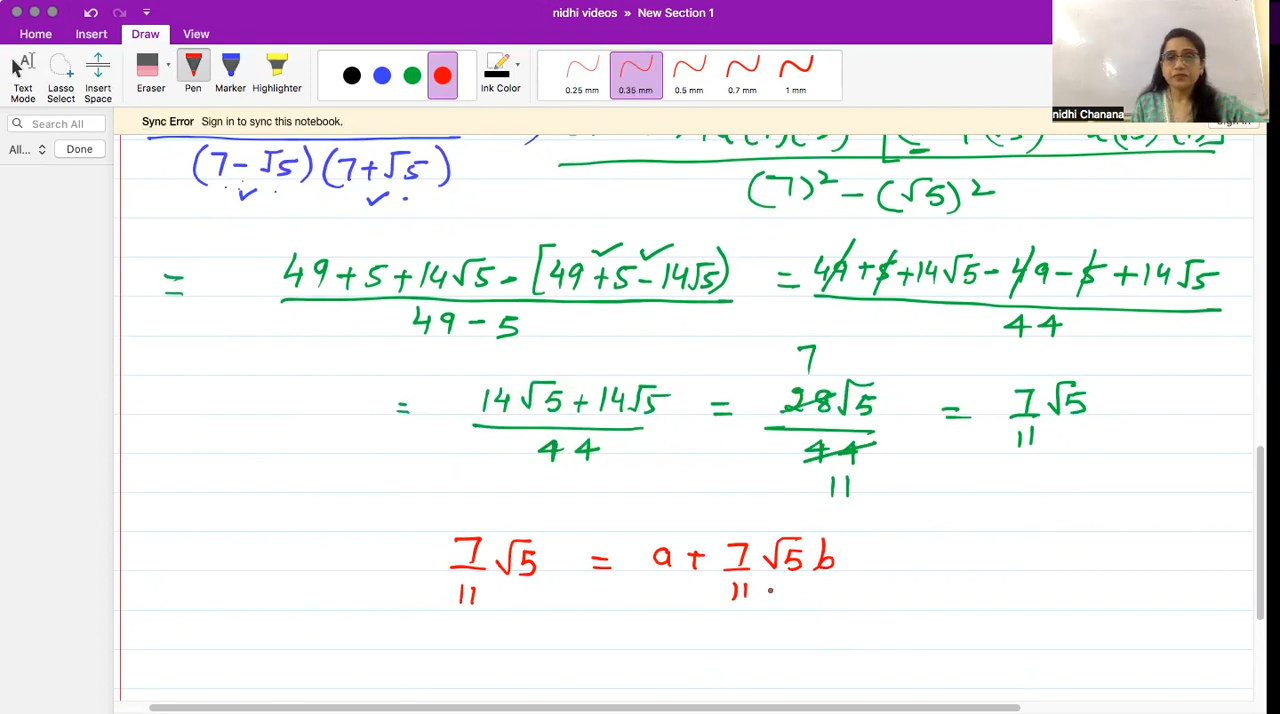 nidhi videos » New Section 1
Home Insert Draw View
Text Mode Lasso Select Insert Space Eraser Pen Marker Highlighter Ink Color 0.25 mm 0.35 mm 0.5 mm 0.7 mm 1 mm
nidhi Chanana
Sync Error Sign in to sync this notebook.
Search All
All... Done
(7-√5)(7+√5)
(7)² - (√5)²
= 49+5+14√5-[49+5-14√5) / 49-5 = 49+5+14√5-49-5+14√5 / 44
= 14√5+14√5 / 44 = 7 28√5 / 44 11 = 7/11 √5
7/11 √5 = a + 7/11 √5 b